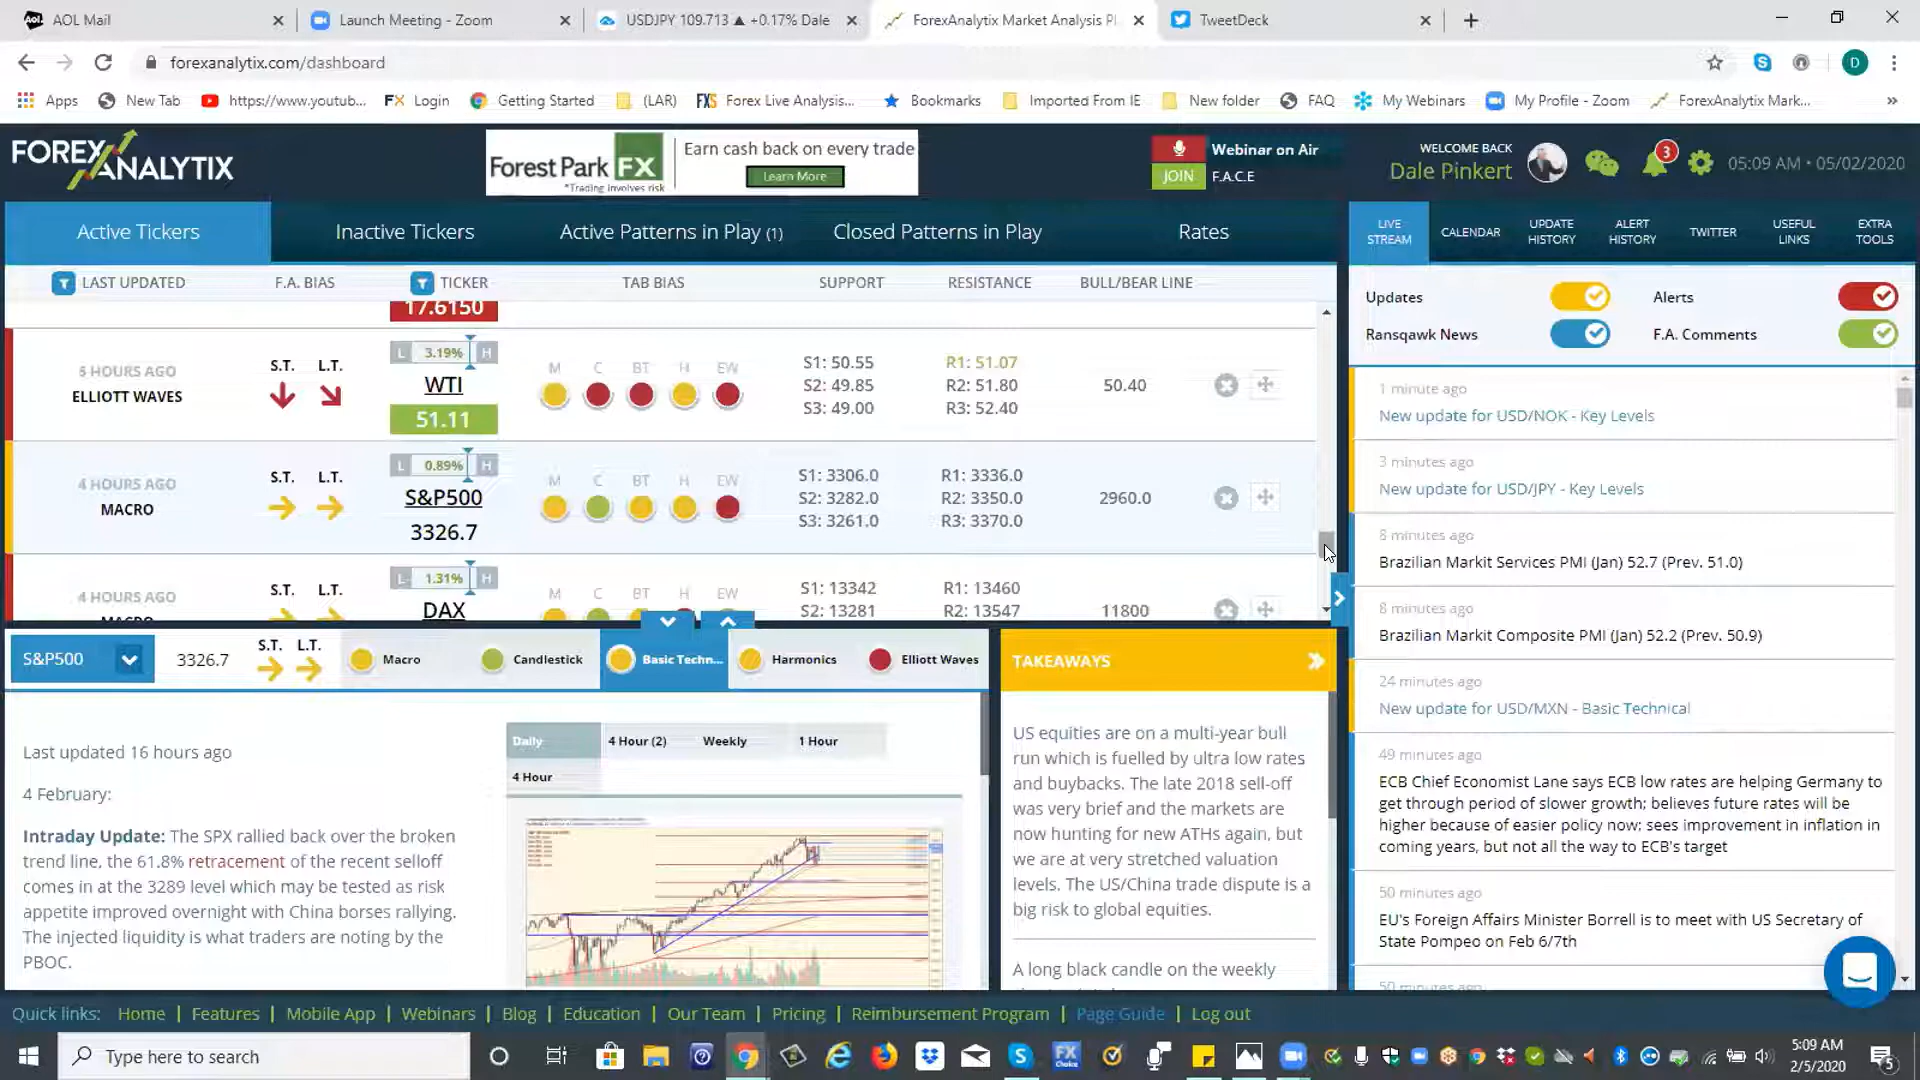 AOL Mail
Launch Meeting - Zoom
USDJPY 109.713 ▲ +0.17% Dale
ForexAnalytix Market Analysis Pl
TweetDeck
forexanalytix.com/dashboard
D
Apps
New Tab
https://www.youtub...
FX Login
Getting Started
(LAR)
FXS Forex Live Analysis...
Bookmarks
Imported From IE
New folder
FAQ
My Webinars
My Profile - Zoom
ForexAnalytix Mark...
FOREX ANALYTIX
Forest Park FX
*Trading involves risk
Earn cash back on every trade
Learn More
JOIN
Webinar on Air
F.A.C.E
WELCOME BACK
Dale Pinkert
3
05:09 AM • 05/02/2020
Active Tickers
Inactive Tickers
Active Patterns in Play (1)
Closed Patterns in Play
Rates
LAST UPDATED
F.A. BIAS
TICKER
TAB BIAS
SUPPORT
RESISTANCE
BULL/BEAR LINE
17.6150
5 HOURS AGO
ELLIOTT WAVES
S.T. L.T.
L 3.19% H
WTI
51.11
M C BT H EW
S1: 50.55
S2: 49.85
S3: 49.00
R1: 51.07
R2: 51.80
R3: 52.40
50.40
4 HOURS AGO
MACRO
S.T. L.T.
L 0.89% H
S&P500
3326.7
M C BT H EW
S1: 3306.0
S2: 3282.0
S3: 3261.0
R1: 3336.0
R2: 3350.0
R3: 3370.0
2960.0
4 HOURS AGO
MACRO
S.T. L.T.
L 1.31% H
DAX
M C BT H EW
S1: 13342
S2: 13281
R1: 13460
R2: 13547
11800
S&P500
3326.7
S.T. L.T.
Macro
Candlestick
Basic Techn...
Harmonics
Elliott Waves
Last updated 16 hours ago
4 February:
Intraday Update: The SPX rallied back over the broken
trend line, the 61.8% retracement of the recent selloff
comes in at the 3289 level which may be tested as risk
appetite improved overnight with China borses rallying.
The injected liquidity is what traders are noting by the
PBOC.
Daily
4 Hour (2)
Weekly
1 Hour
4 Hour
TAKEAWAYS
US equities are on a multi-year bull
run which is fuelled by ultra low rates
and buybacks. The late 2018 sell-off
was very brief and the markets are
now hunting for new ATHs again, but
we are at very stretched valuation
levels. The US/China trade dispute is a
big risk to global equities.
A long black candle on the weekly
LIVE STREAM
CALENDAR
UPDATE HISTORY
ALERT HISTORY
TWITTER
USEFUL LINKS
EXTRA TOOLS
Updates
Alerts
Ransqawk News
F.A. Comments
1 minute ago
New update for USD/NOK - Key Levels
3 minutes ago
New update for USD/JPY - Key Levels
8 minutes ago
Brazilian Markit Services PMI (Jan) 52.7 (Prev. 51.0)
8 minutes ago
Brazilian Markit Composite PMI (Jan) 52.2 (Prev. 50.9)
24 minutes ago
New update for USD/MXN - Basic Technical
49 minutes ago
ECB Chief Economist Lane says ECB low rates are helping Germany to
get through period of slower growth; believes future rates will be
higher because of easier policy now; sees improvement in inflation in
coming years, but not all the way to ECB's target
50 minutes ago
EU's Foreign Affairs Minister Borrell is to meet with US Secretary of
State Pompeo on Feb 6/7th
50 minutes ago
Quick links: Home | Features | Mobile App | Webinars | Blog | Education | Our Team | Pricing | Reimbursement Program | Page Guide | Log out
Type here to search
FX Choice
5:09 AM
2/5/2020
5